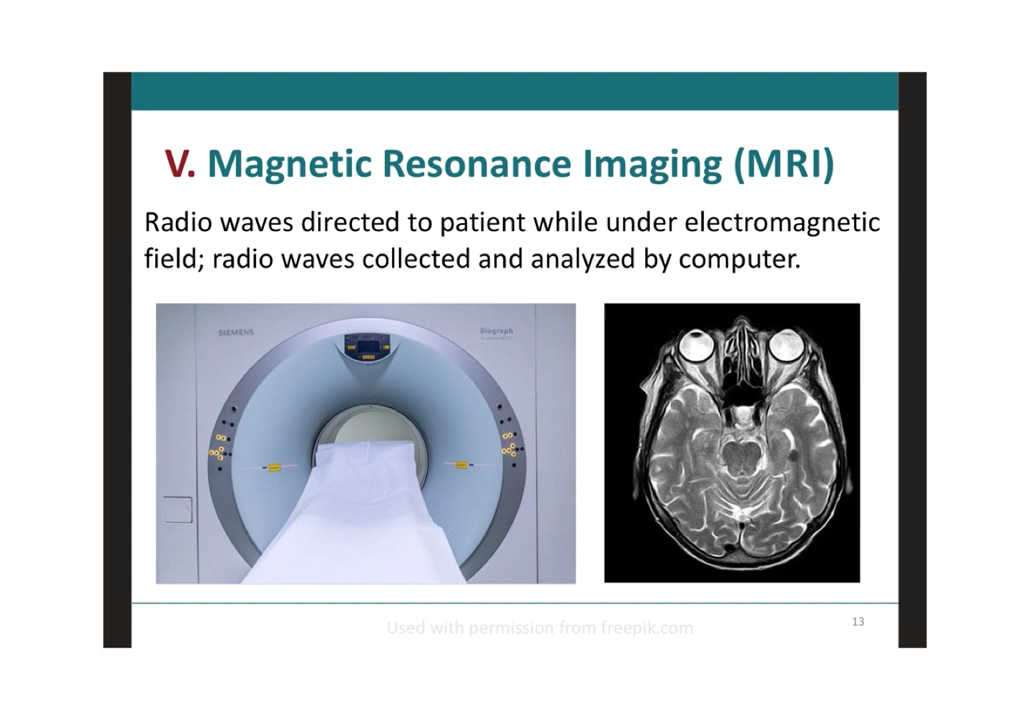 V. Magnetic Resonance Imaging (MRI)
Radio waves directed to patient while under electromagnetic
field; radio waves collected and analyzed by computer.
SIEMENS
Biograph
Used with permission from freepik.com
13